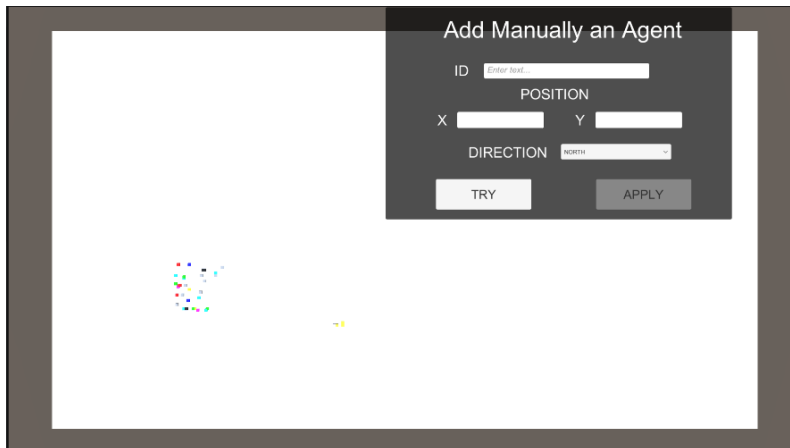 Add Manually an Agent
ID Enter text...
POSITION
X Y
DIRECTION NORTH
TRY APPLY